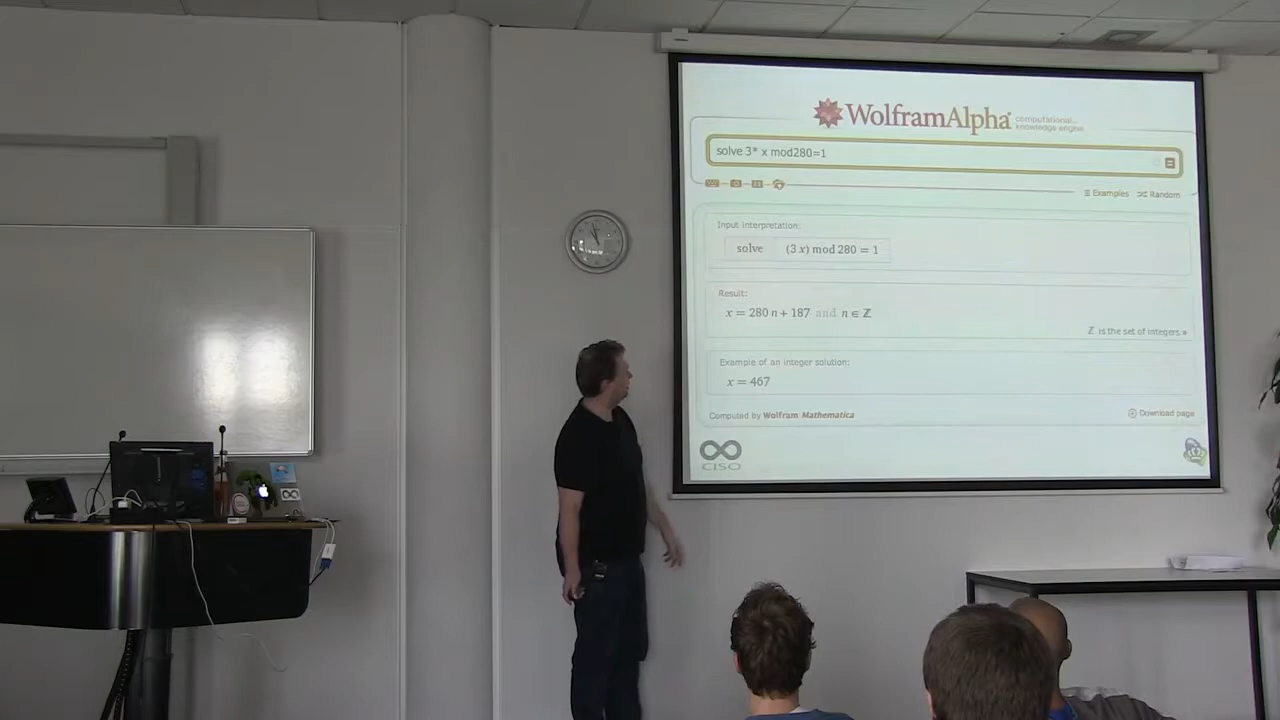 WolframAlpha computational... knowledge engine
solve 3* x mod280=1
Examples Random
Input interpretation:
solve (3 x) mod 280 = 1
Result:
x = 280 n + 187 and n ∈ ℤ
ℤ is the set of integers »
Example of an integer solution:
x = 467
Computed by Wolfram Mathematica
Download page
CISO